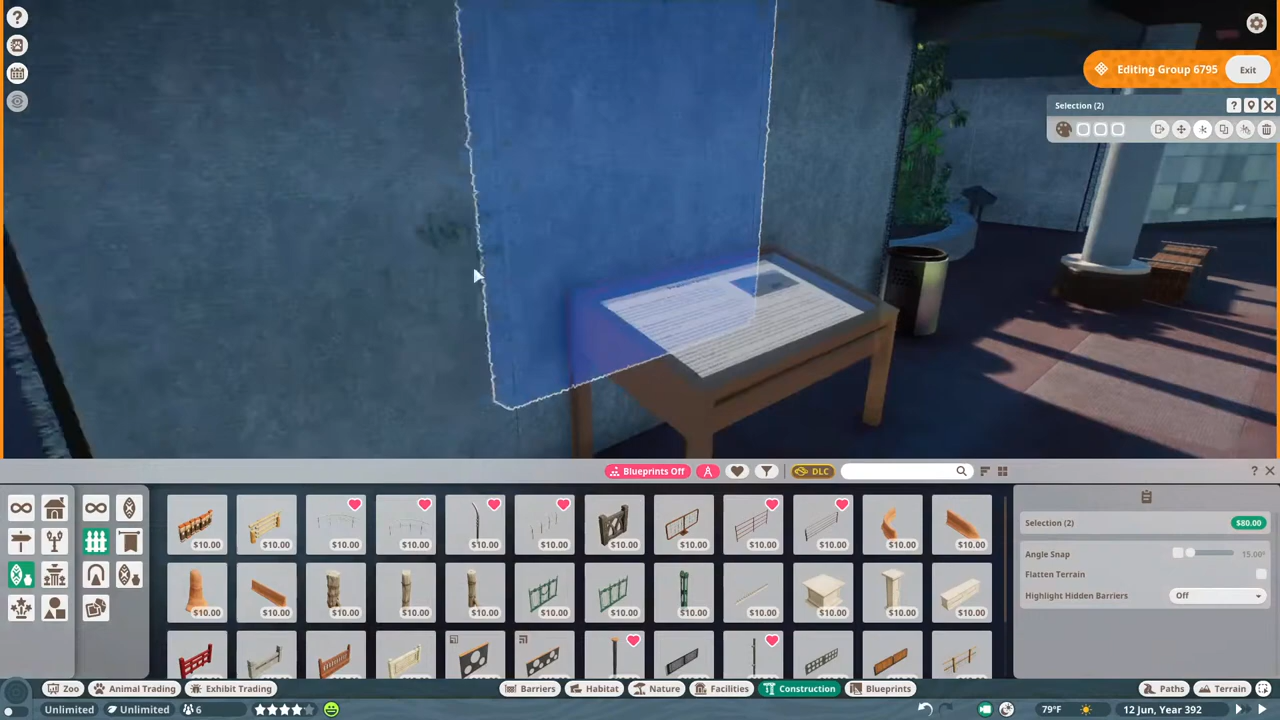 Editing Group 6795
Exit
Selection (2)
?
Blueprints Off
DLC
?
$10.00 $10.00 $10.00 $10.00 $10.00 $10.00 $10.00 $10.00 $10.00 $10.00 $10.00 $10.00
$10.00 $10.00 $10.00 $10.00 $10.00 $10.00 $10.00 $10.00 $10.00 $10.00 $10.00 $10.00
Selection (2) $80.00
Angle Snap 15.00°
Flatten Terrain
Highlight Hidden Barriers Off
Zoo Animal Trading Exhibit Trading Barriers Habitat Nature Facilities Construction Blueprints Paths Terrain
Unlimited Unlimited 6 79°F 12 Jun, Year 392